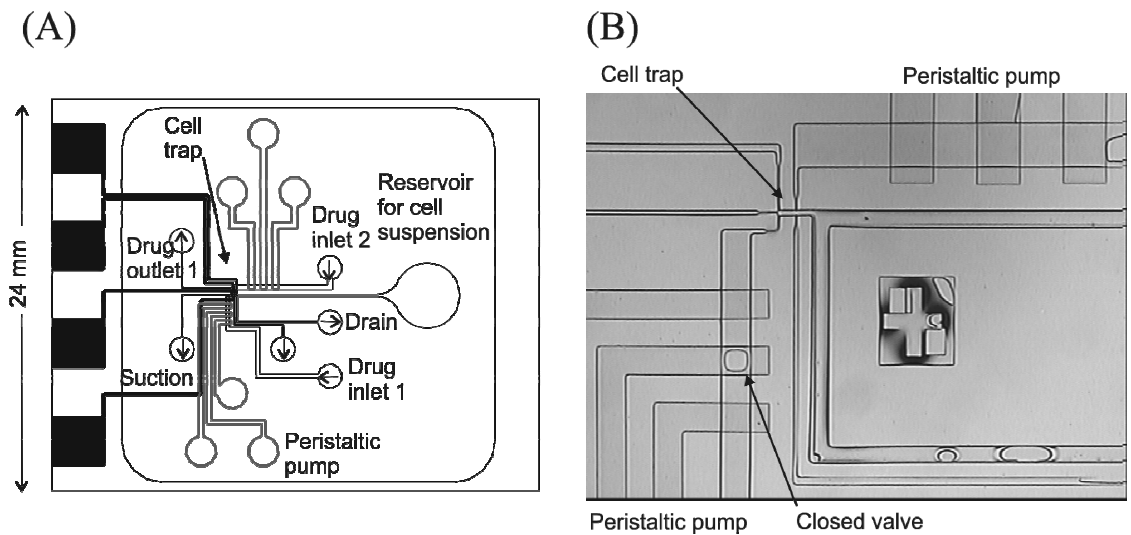 (A)
(B)
Cell trap
Peristaltic pump
Cell
trap
Reservoir
for cell
suspension
Drug
inlet 2
Drug
outlet 1
24 mm
Drain
Suction
Drug
inlet 1
Peristaltic
pump
Peristaltic pump
Closed valve